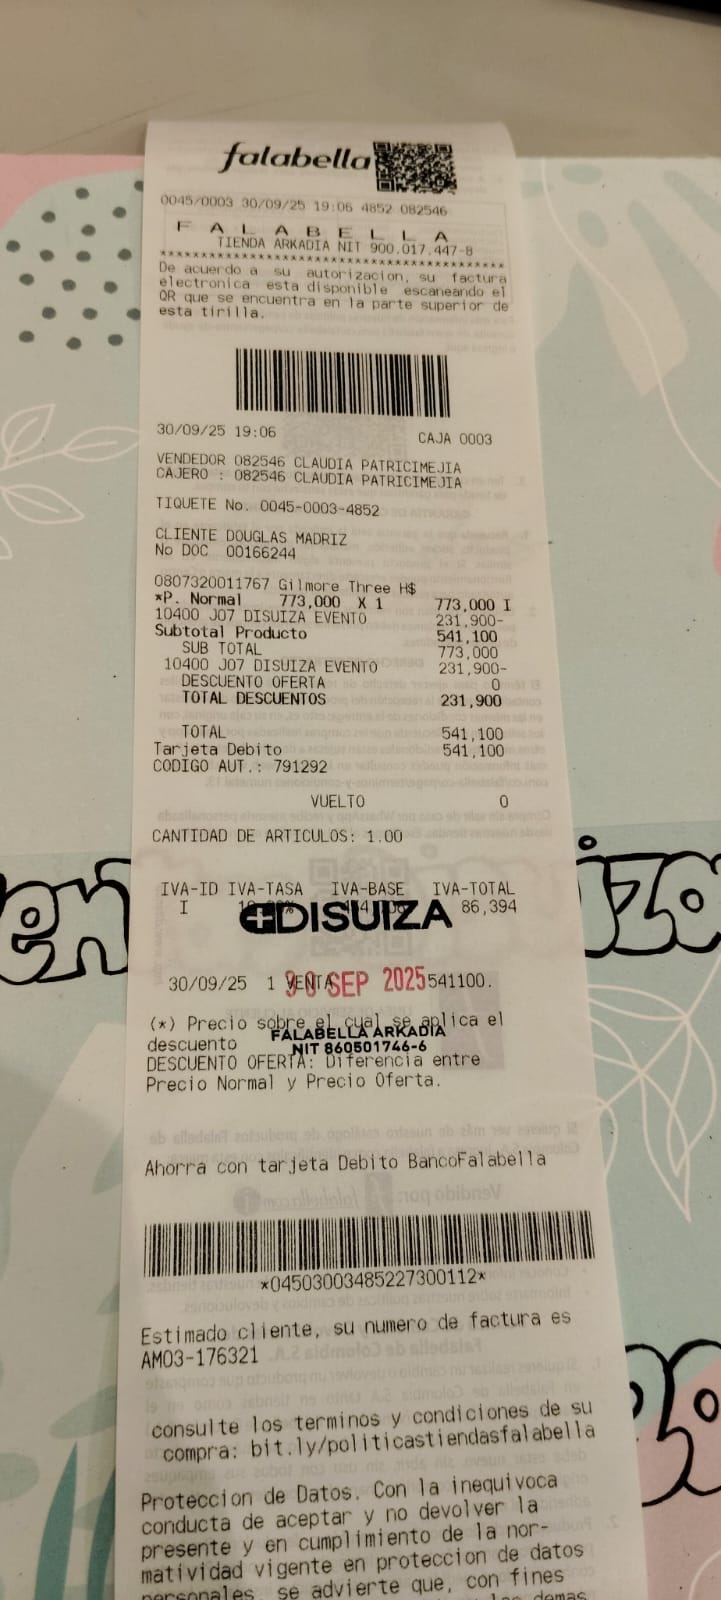 falabella
0045/0003 30/09/25 19:06 4852 082546
F A L A B E L L A
TIENDA ARKADIA NIT 900.017.447-8
De acuerdo a su autorizacion, su factura
electronica esta disponible escaneando el
QR que se encuentra en la parte superior de
esta tirilla.
30/09/25 19:06 CAJA 0003
VENDEDOR 082546 CLAUDIA PATRICIMEJIA
CAJERO : 082546 CLAUDIA PATRICIMEJIA
TIQUETE No. 0045-0003-4852
CLIENTE DOUGLAS MADRIZ
No DOC 00166244
0807320011767 Gilmore Three H$
*P. Normal 773,000 X 1 773,000 I
10400 J07 DISUIZA EVENTO 231,900-
Subtotal Producto 541,100
SUB TOTAL 773,000
10400 J07 DISUIZA EVENTO 231,900-
DESCUENTO OFERTA 0
TOTAL DESCUENTOS 231,900
TOTAL 541,100
Tarjeta Debito 541,100
CODIGO AUT.: 791292
VUELTO 0
CANTIDAD DE ARTICULOS: 1.00
IVA-ID IVA-TASA IVA-BASE IVA-TOTAL
I 86,394
DISUIZA
30/09/25 1 VENTA 541100.
30 SEP 2025
(*) Precio sobre el cual se aplica el
descuento
FALABELLA ARKADIA
NIT 860501746-6
DESCUENTO OFERTA: Diferencia entre
Precio Normal y Precio Oferta.
Ahorra con tarjeta Debito BancoFalabella
*04503003485227300112*
Estimado cliente, su numero de factura es
AM03-176321
consulte los terminos y condiciones de su
compra: bit.ly/politicastiendasfalabella
Proteccion de Datos. Con la inequivoca
conducta de aceptar y no devolver la
presente y en cumplimiento de la nor-
matividad vigente en proteccion de datos
personales, se advierte que, con fines